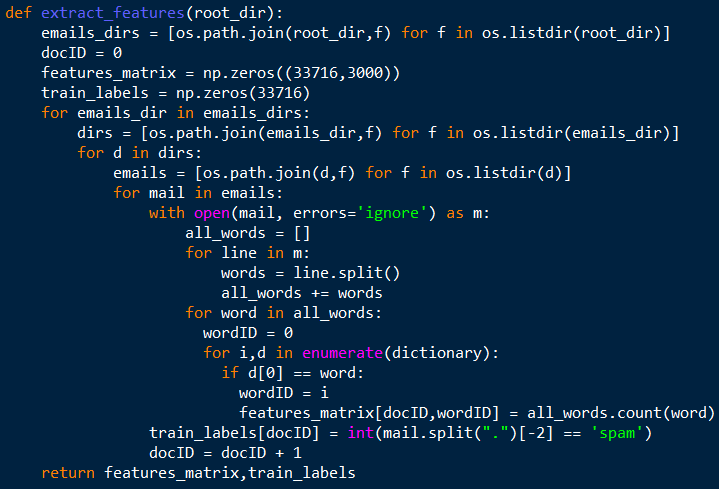 def extract_features(root_dir):
    emails_dirs = [os.path.join(root_dir,f) for f in os.listdir(root_dir)]
    docID = 0
    features_matrix = np.zeros((33716,3000))
    train_labels = np.zeros(33716)
    for emails_dir in emails_dirs:
        dirs = [os.path.join(emails_dir,f) for f in os.listdir(emails_dir)]
        for d in dirs:
            emails = [os.path.join(d,f) for f in os.listdir(d)]
            for mail in emails:
                with open(mail, errors='ignore') as m:
                    all_words = []
                    for line in m:
                        words = line.split()
                        all_words += words
                    for word in all_words:
                      wordID = 0
                      for i,d in enumerate(dictionary):
                        if d[0] == word:
                          wordID = i
                          features_matrix[docID,wordID] = all_words.count(word)
                train_labels[docID] = int(mail.split(".")[-2] == 'spam')
                docID = docID + 1
    return features_matrix,train_labels